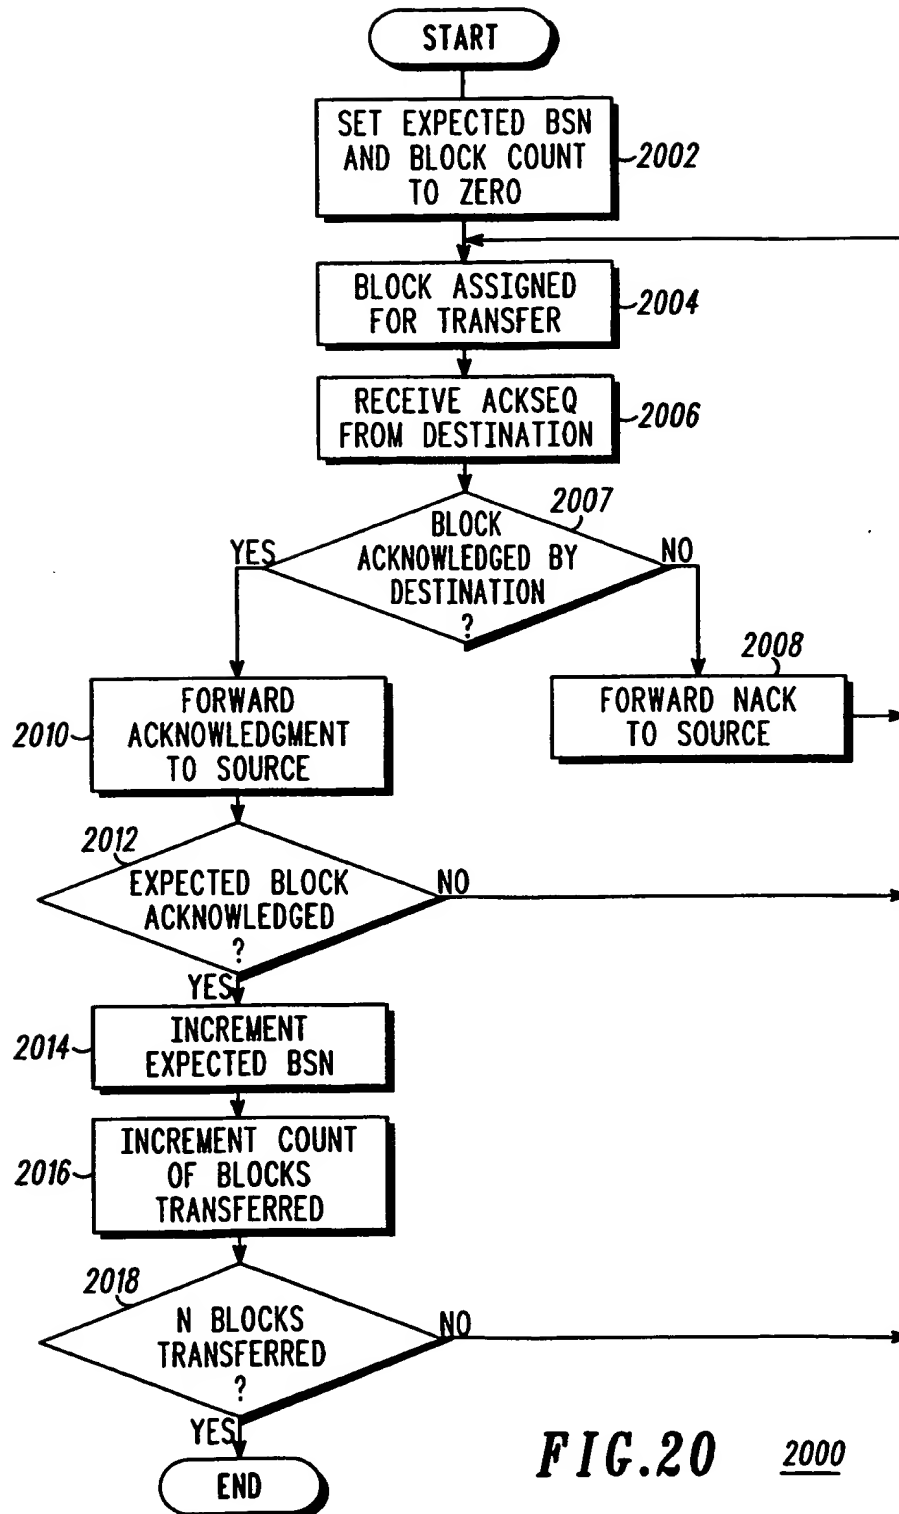 START
SET EXPECTED BSN
AND BLOCK COUNT
TO ZERO
2002
BLOCK ASSIGNED
FOR TRANSFER
2004
RECEIVE ACKSEQ
FROM DESTINATION
2006
2007
BLOCK
ACKNOWLEDGED BY
DESTINATION
?
YES
NO
2008
FORWARD NACK
TO SOURCE
2010
FORWARD
ACKNOWLEDGMENT
TO SOURCE
2012
EXPECTED BLOCK
ACKNOWLEDGED
?
NO
YES
2014
INCREMENT
EXPECTED BSN
2016
INCREMENT COUNT
OF BLOCKS
TRANSFERRED
2018
N BLOCKS
TRANSFERRED
?
NO
YES
END
FIG.20
2000